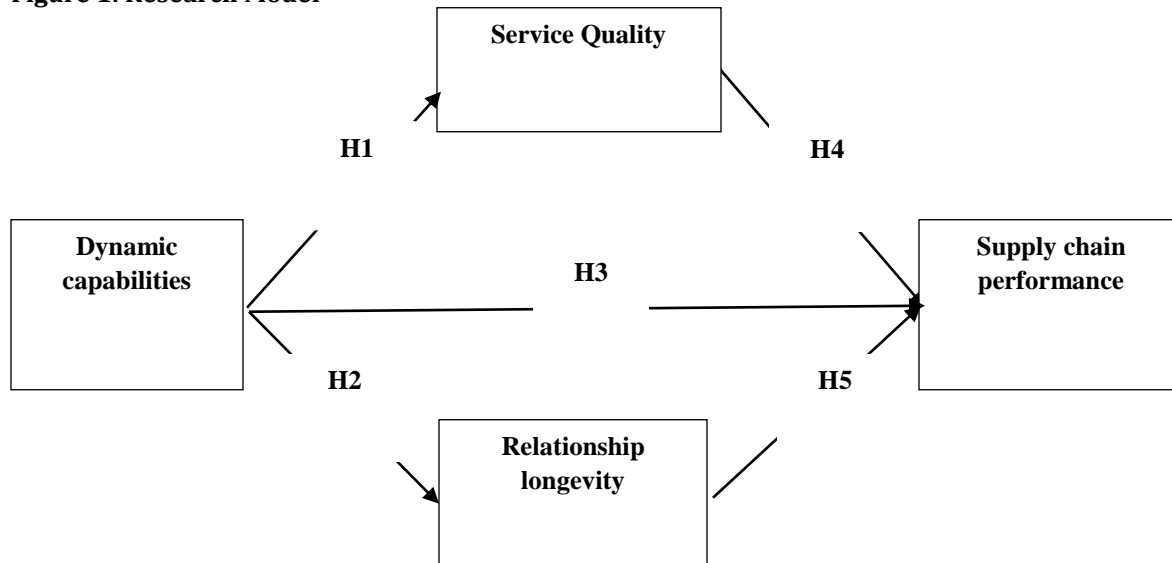 Figure 1. Research Model
Service Quality
H1
H4
Dynamic
capabilities
H3
Supply chain
performance
H2
H5
Relationship
longevity